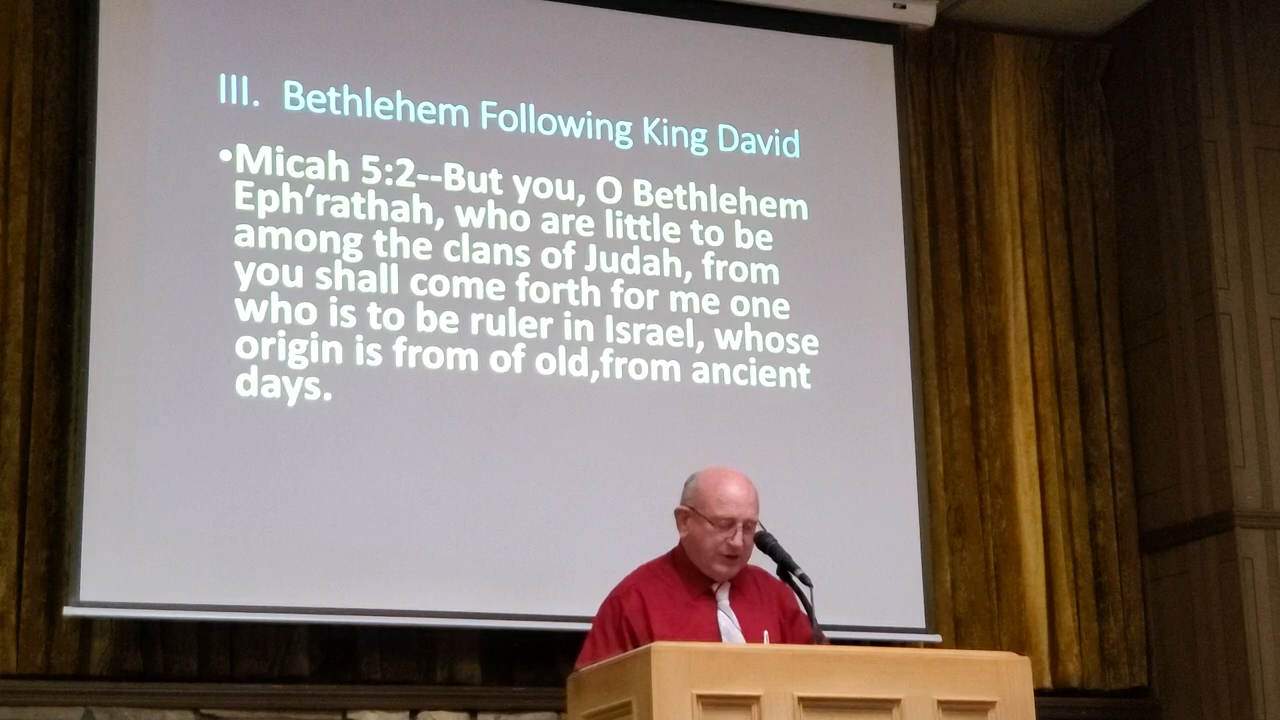 III. Bethlehem Following King David
•Micah 5:2--But you, O Bethlehem
Eph’rathah, who are little to be
among the clans of Judah, from
you shall come forth for me one
who is to be ruler in Israel, whose
origin is from of old,from ancient
days.